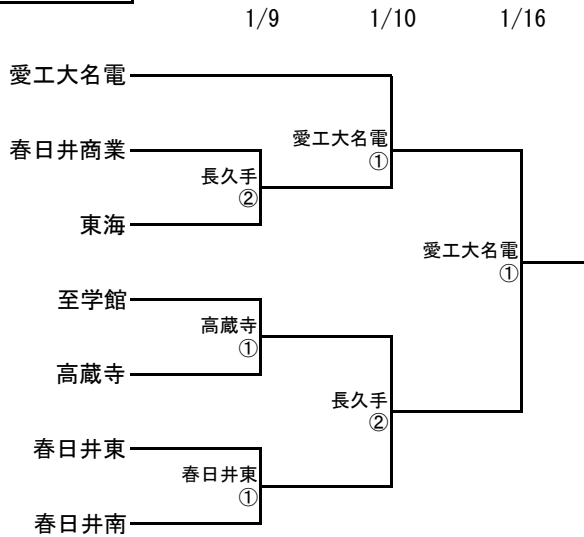 1/9 1/10 1/16
愛工大名電
愛工大名電
①
春日井商業
長久手
②
東海
愛工大名電
①
至学館
高蔵寺
①
高蔵寺
長久手
②
春日井東
春日井東
①
春日井南